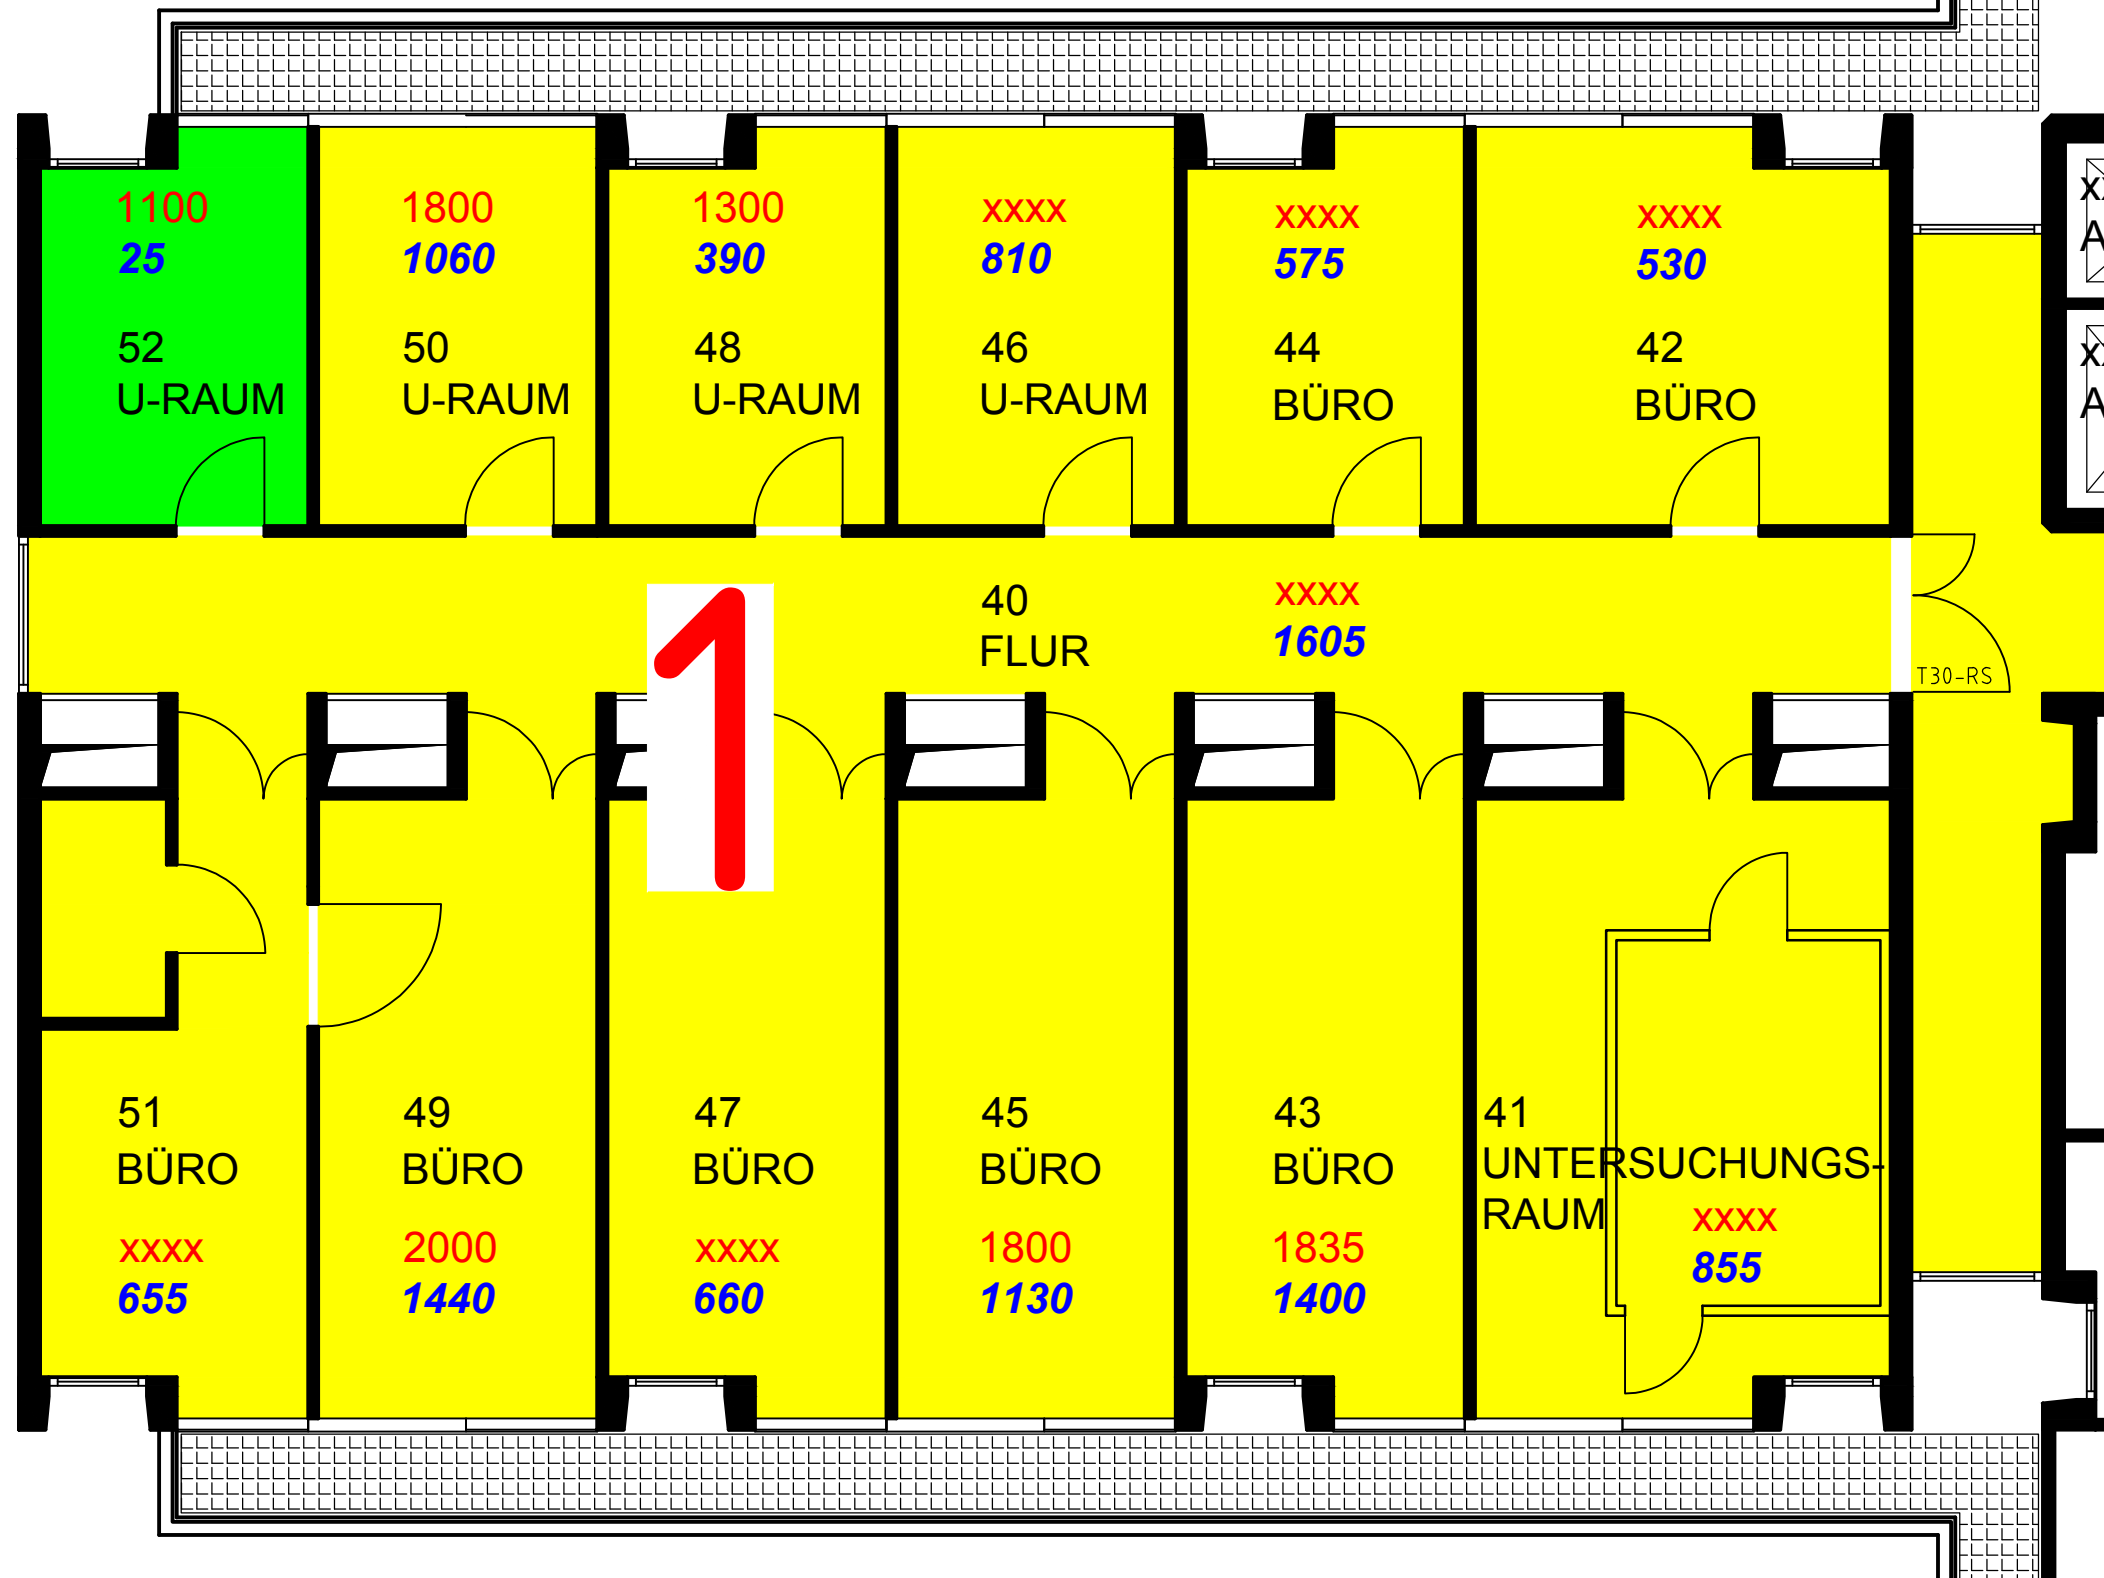 1100
25
52
U-RAUM
1800
1060
50
U-RAUM
1300
390
48
U-RAUM
xxxx
810
46
U-RAUM
xxxx
575
44
BÜRO
xxxx
530
42
BÜRO
1
40
FLUR
xxxx
1605
T30-RS
51
BÜRO
xxxx
655
49
BÜRO
2000
1440
47
BÜRO
xxxx
660
45
BÜRO
1800
1130
43
BÜRO
1835
1400
41
UNTERSUCHUNGS-
RAUM
xxxx
855